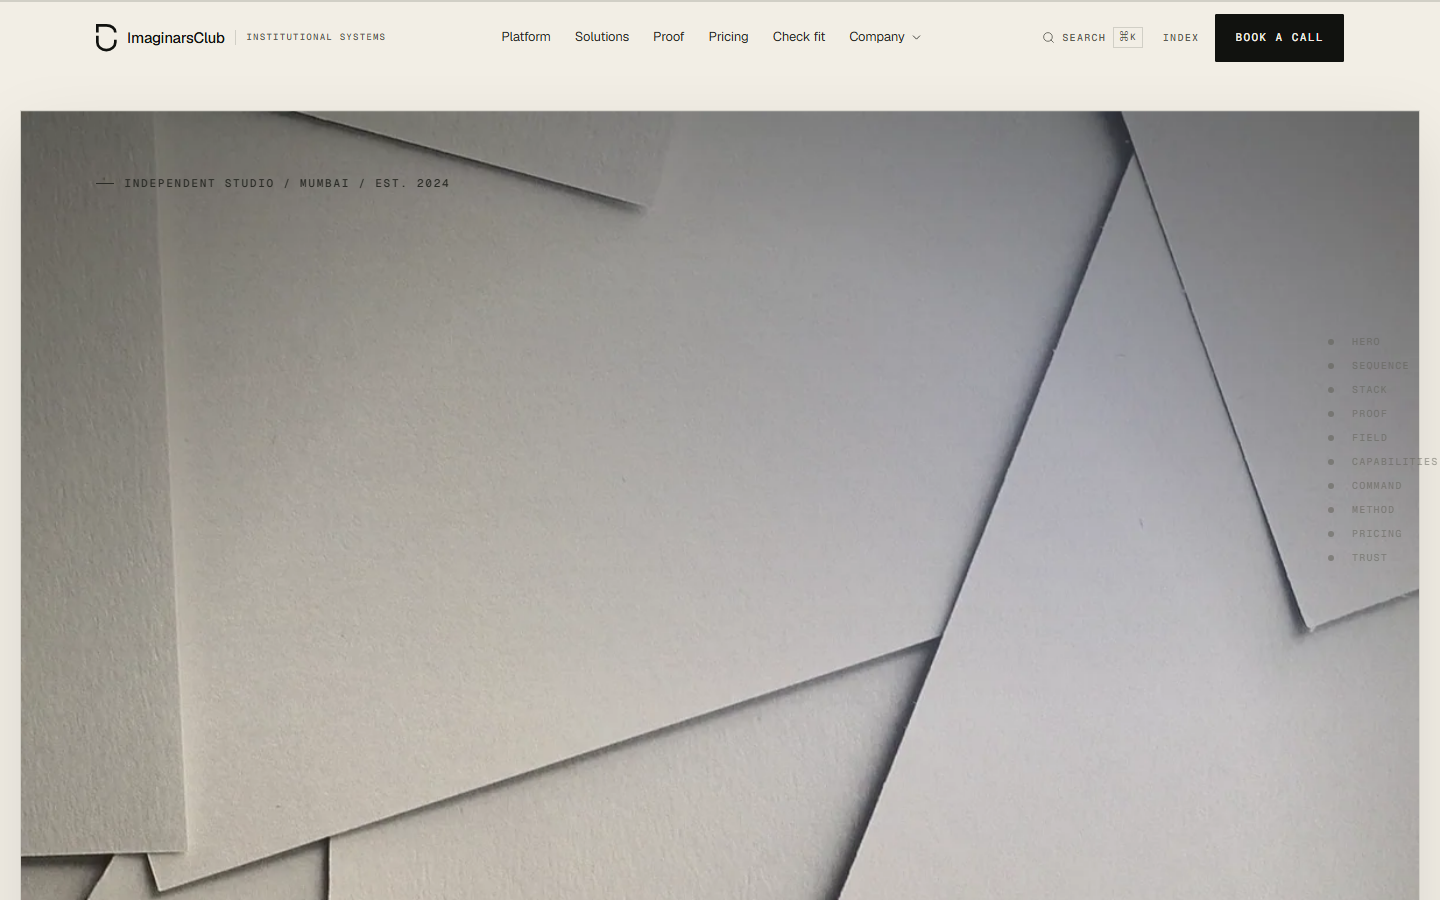 ImaginarsClub
INSTITUTIONAL SYSTEMS
Platform
Solutions
Proof
Pricing
Check fit
Company
SEARCH ⌘K
INDEX
BOOK A CALL
INDEPENDENT STUDIO / MUMBAI / EST. 2024
HERO
SEQUENCE
STACK
PROOF
FIELD
CAPABILITIES
COMMAND
METHOD
PRICING
TRUST